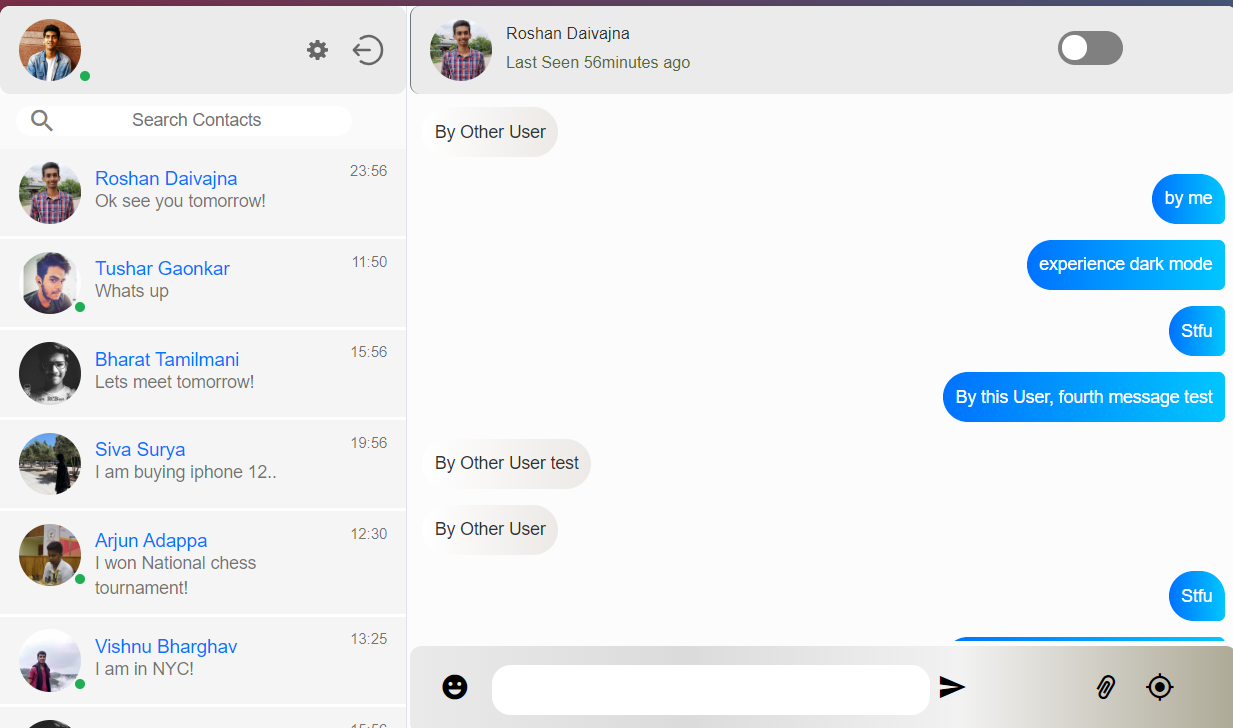 Search Contacts
Roshan Daivajna
23:56
Ok see you tomorrow!
Tushar Gaonkar
11:50
Whats up
Bharat Tamilmani
15:56
Lets meet tomorrow!
Siva Surya
19:56
I am buying iphone 12..
Arjun Adappa
12:30
I won National chess
tournament!
Vishnu Bharghav
13:25
I am in NYC!
15:56
Roshan Daivajna
Last Seen 56minutes ago
By Other User
by me
experience dark mode
Stfu
By this User, fourth message test
By Other User test
By Other User
Stfu